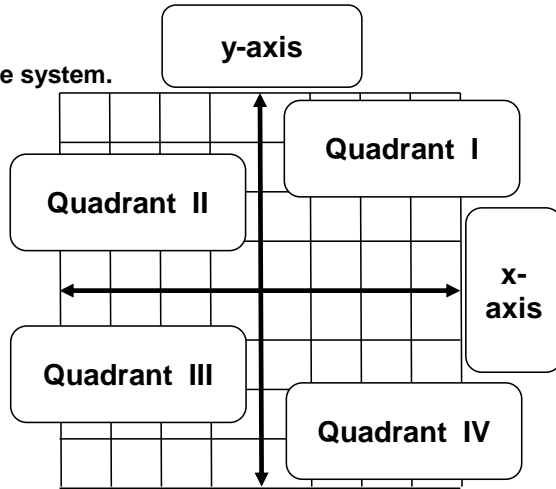 y-axis
e system.
Quadrant I
Quadrant II
x-
axis
Quadrant III
Quadrant IV